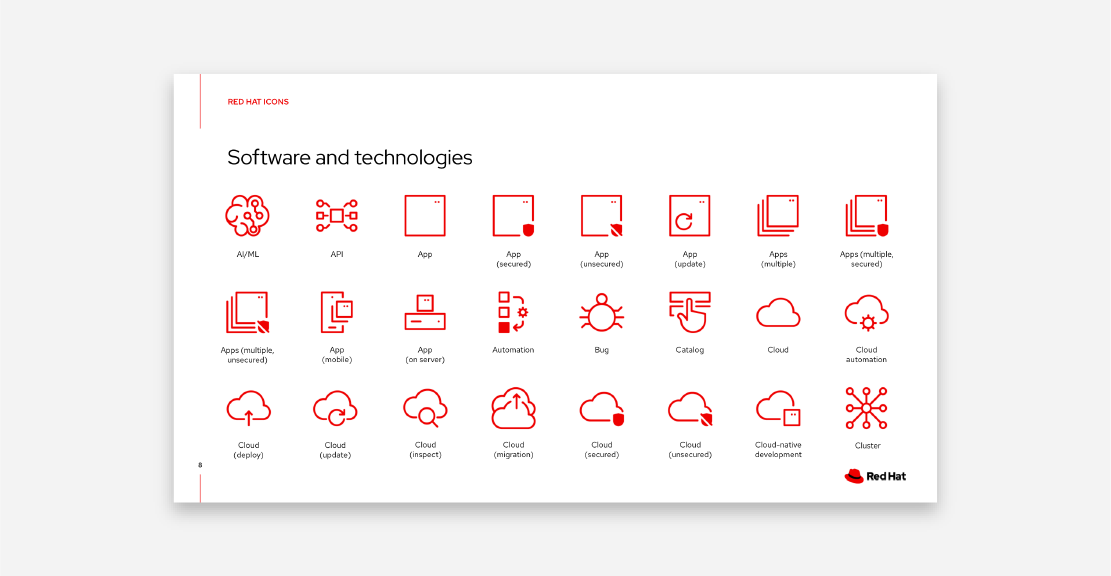 RED HAT ICONS
Software and technologies
AI/ML
API
App
App
(secured)
App
(unsecured)
App
(update)
Apps
(multiple)
Apps (multiple,
secured)
Apps (multiple,
unsecured)
App
(mobile)
App
(on server)
Automation
Bug
Catalog
Cloud
Cloud
automation
Cloud
(deploy)
Cloud
(update)
Cloud
(inspect)
Cloud
(migration)
Cloud
(secured)
Cloud
(unsecured)
Cloud-native
development
Cluster
8
Red Hat